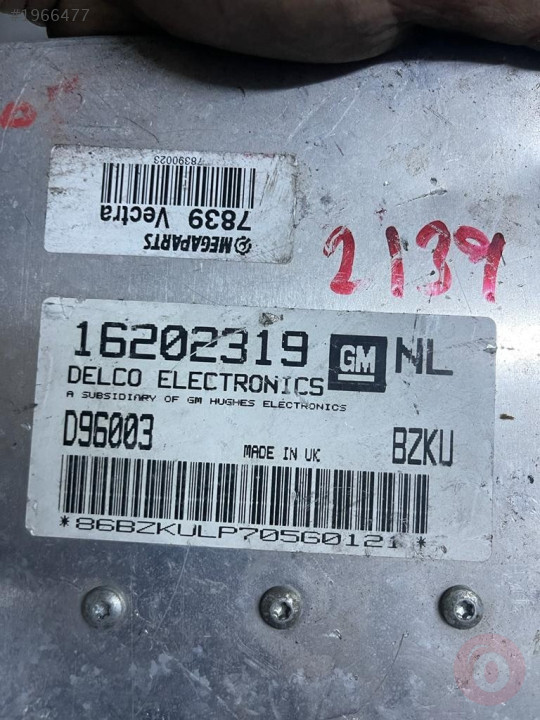 #1966477
MEGAPARTS
7839 Vectra
78390023
2139
16202319 GM NL
DELCO ELECTRONICS
A SUBSIDIARY OF GM HUGHES ELECTRONICS
D96003 MADE IN UK BZKU
*86BZKULP70560121*